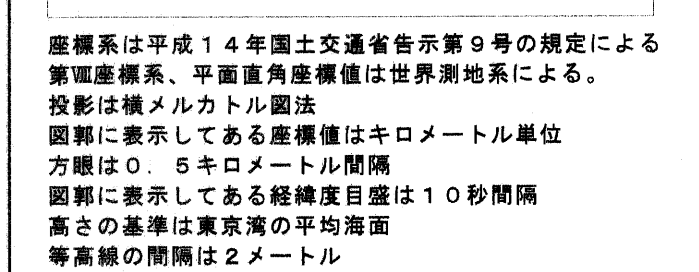 座標系は平成１４年国土交通省告示第９号の規定による
第Ⅷ座標系、平面直角座標値は世界測地系による。
投影は横メルカトル図法
図郭に表示してある座標値はキロメートル単位
方眼は０．５キロメートル間隔
図郭に表示してある経緯度目盛は１０秒間隔
高さの基準は東京湾の平均海面
等高線の間隔は２メートル